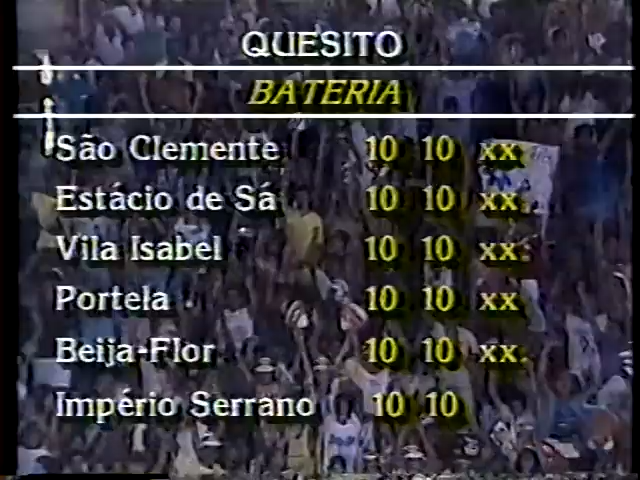 QUESITO
BATERIA
São Clemente 10 10 xx.
Estácio de Sá 10 10 xx.
Vila Isabel 10 10 xx.
Portela 10 10 xx
Beija-Flor 10 10 xx.
Império Serrano 10 10